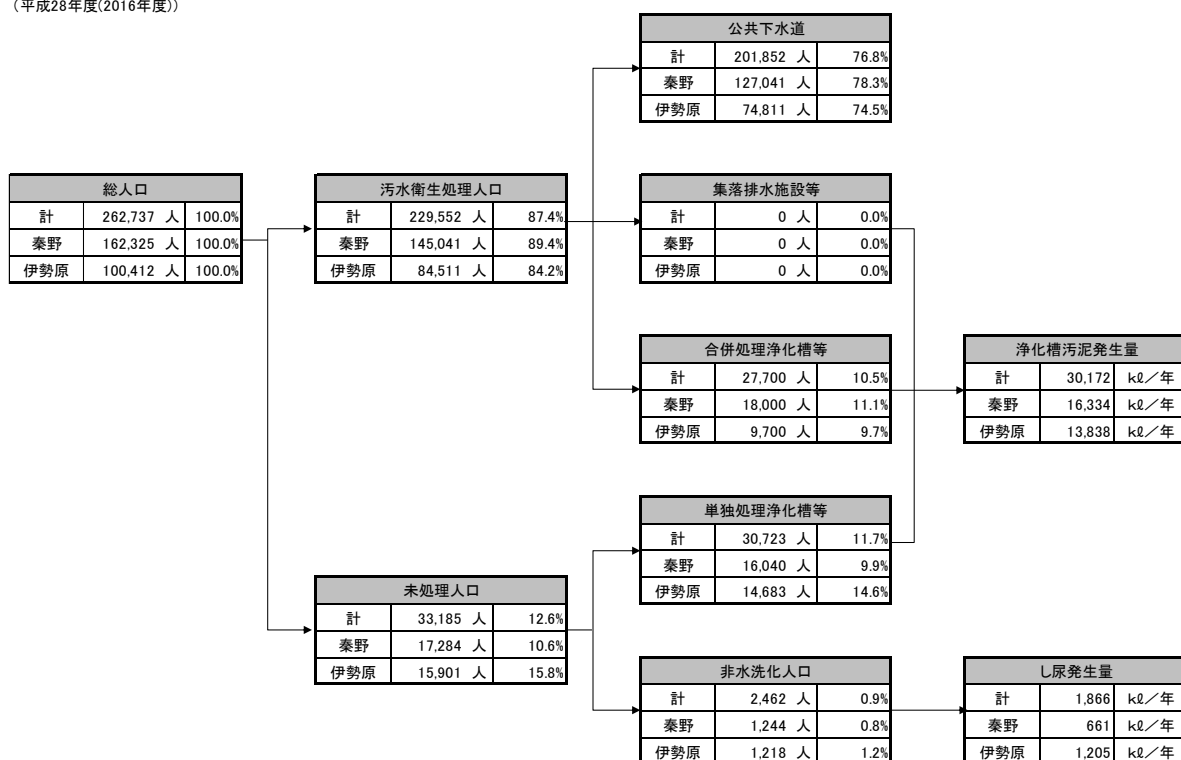 （平成28年度(2016年度)）
公共下水道
計 201,852 人 76.8%
秦野 127,041 人 78.3%
伊勢原 74,811 人 74.5%
総人口
計 262,737 人 100.0%
秦野 162,325 人 100.0%
伊勢原 100,412 人 100.0%
汚水衛生処理人口
計 229,552 人 87.4%
秦野 145,041 人 89.4%
伊勢原 84,511 人 84.2%
集落排水施設等
計 0 人 0.0%
秦野 0 人 0.0%
伊勢原 0 人 0.0%
合併処理浄化槽等
計 27,700 人 10.5%
秦野 18,000 人 11.1%
伊勢原 9,700 人 9.7%
浄化槽汚泥発生量
計 30,172 kℓ／年
秦野 16,334 kℓ／年
伊勢原 13,838 kℓ／年
単独処理浄化槽等
計 30,723 人 11.7%
秦野 16,040 人 9.9%
伊勢原 14,683 人 14.6%
未処理人口
計 33,185 人 12.6%
秦野 17,284 人 10.6%
伊勢原 15,901 人 15.8%
非水洗化人口
計 2,462 人 0.9%
秦野 1,244 人 0.8%
伊勢原 1,218 人 1.2%
し尿発生量
計 1,866 kℓ／年
秦野 661 kℓ／年
伊勢原 1,205 kℓ／年